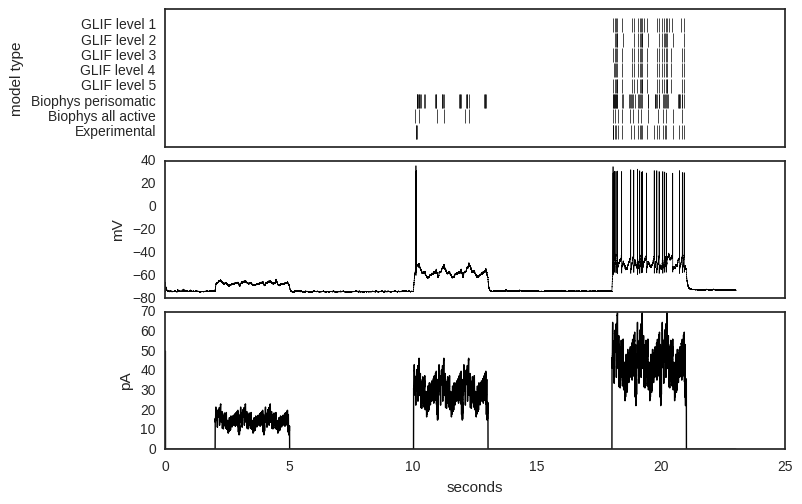 model type
GLIF level 1
GLIF level 2
GLIF level 3
GLIF level 4
GLIF level 5
Biophys perisomatic
Biophys all active
Experimental
mV
40
20
0
−20
−40
−60
−80
pA
70
60
50
40
30
20
10
0
0 5 10 15 20 25
seconds